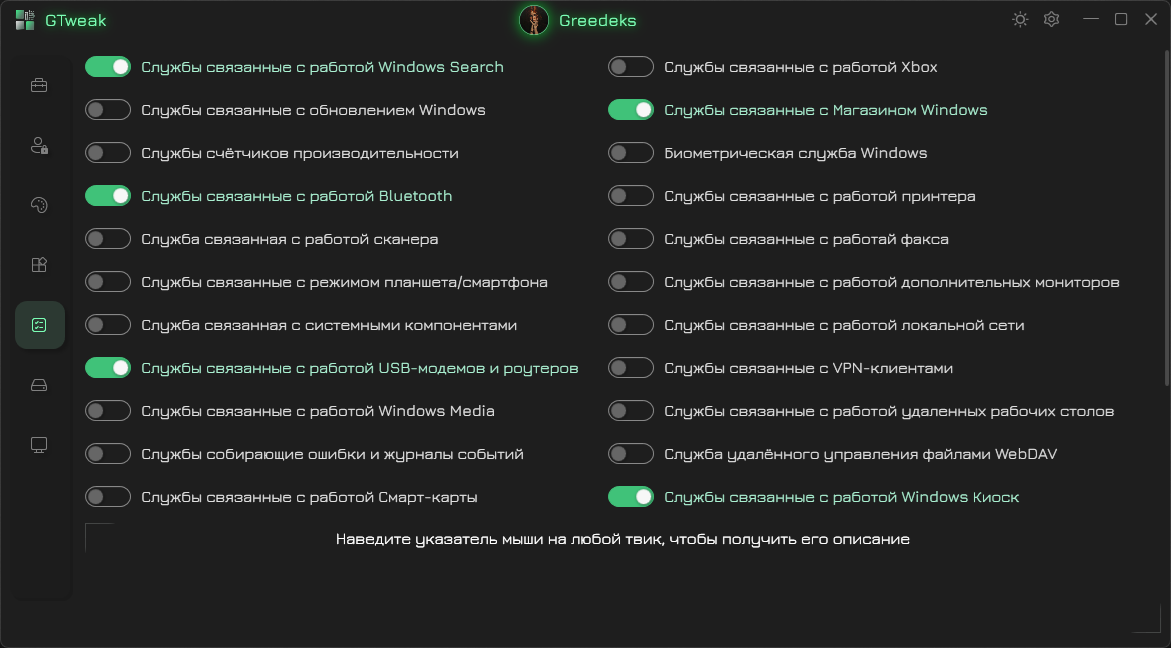 GTweak
Greedeks
Службы связанные с работой Windows Search
Службы связанные с работой Xbox
Службы связанные с обновлением Windows
Службы связанные с Магазином Windows
Службы счётчиков производительности
Биометрическая служба Windows
Службы связанные с работой Bluetooth
Службы связанные с работой принтера
Служба связанная с работой сканера
Службы связанные с работай факса
Службы связанные с режимом планшета/смартфона
Службы связанные с работой дополнительных мониторов
Служба связанная с системными компонентами
Службы связанные с работой локальной сети
Службы связанные с работой USB-модемов и роутеров
Службы связанные с VPN-клиентами
Службы связанные с работой Windows Media
Службы связанные с работой удаленных рабочих столов
Службы собирающие ошибки и журналы событий
Служба удалённого управления файлами WebDAV
Службы связанные с работой Смарт-карты
Службы связанные с работой Windows Киоск
Наведите указатель мыши на любой твик, чтобы получить его описание